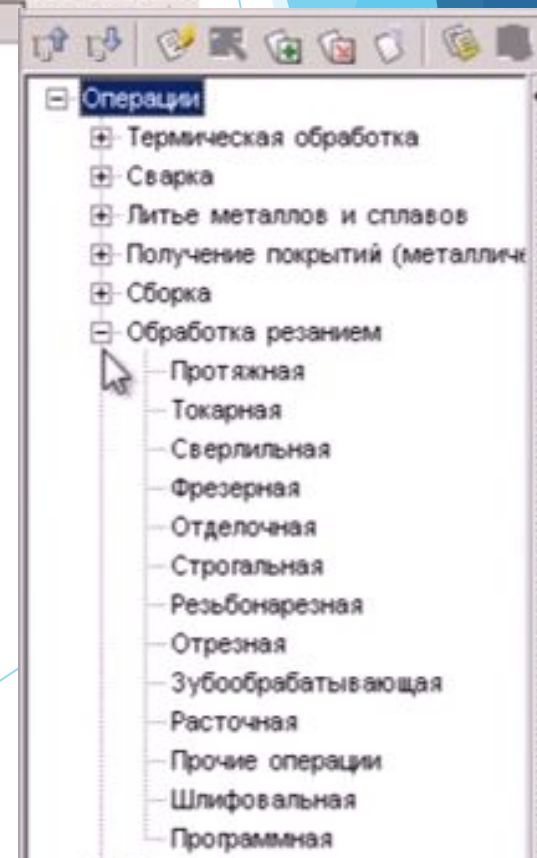 Операции
Термическая обработка
Сварка
Литье металлов и сплавов
Получение покрытий (металличе
Сборка
Обработка резанием
Протяжная
Токарная
Сверлильная
Фрезерная
Отделочная
Строгальная
Резьбонарезная
Отрезная
Зубообрабатывающая
Расточная
Прочие операции
Шлифовальная
Программная